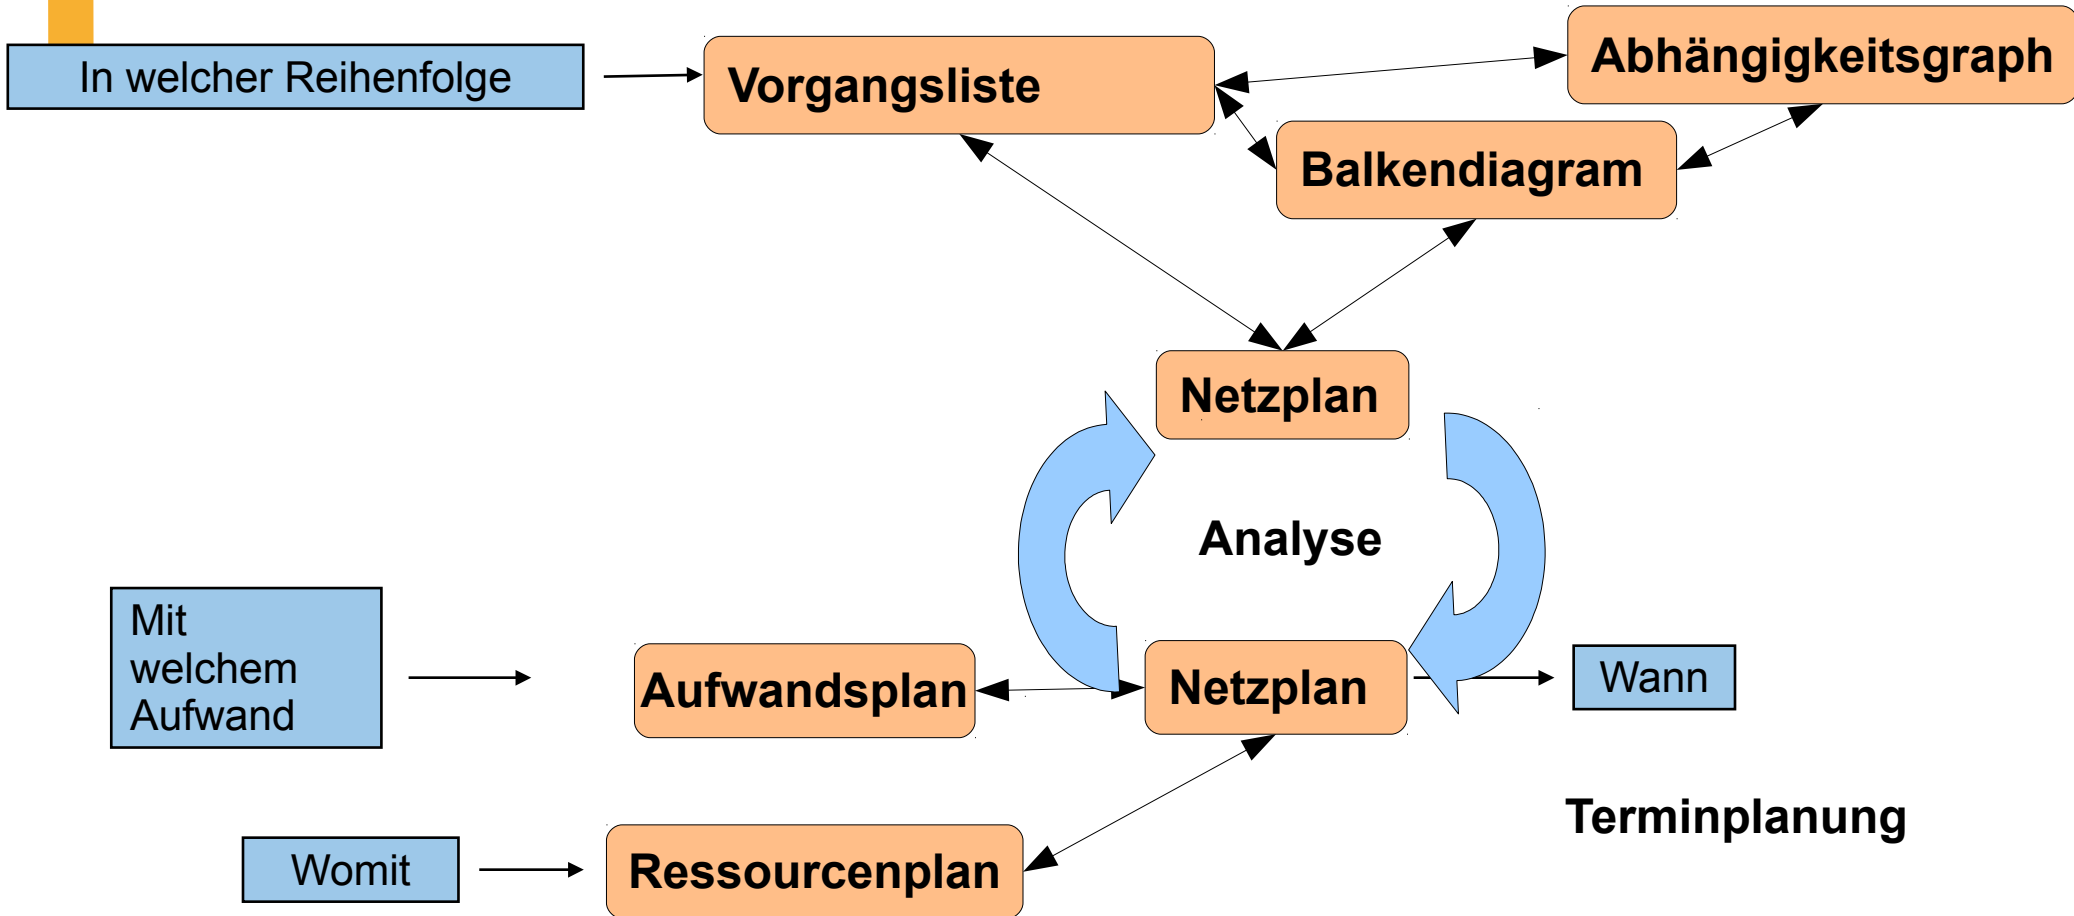 In welcher Reihenfolge
Vorgangsliste
Abhängigkeitsgraph
Balkendiagram
Netzplan
Analyse
Mit
welchem
Aufwand
Aufwandsplan
Netzplan
Wann
Terminplanung
Womit
Ressourcenplan